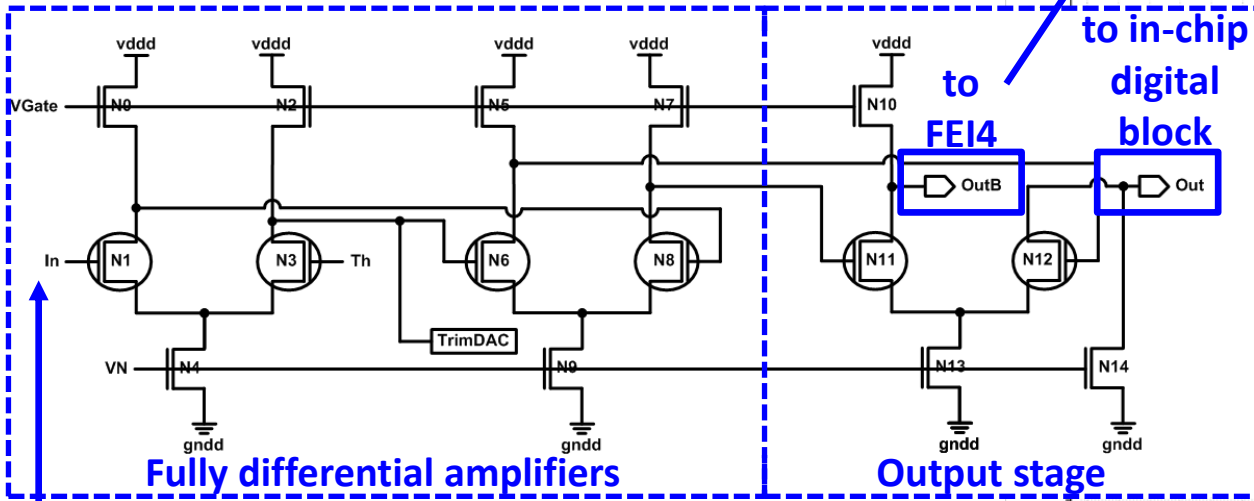 to in-chip
digital
block
to
FEI4
vddd
vddd
vddd
vddd
vddd
VGate
N0
N2
N5
N7
N10
OutB
Out
In
N1
N3
Th
N6
N8
N11
N12
TrimDAC
VN
N4
N9
N13
N14
gndd
gndd
gndd
gndd
Fully differential amplifiers
Output stage